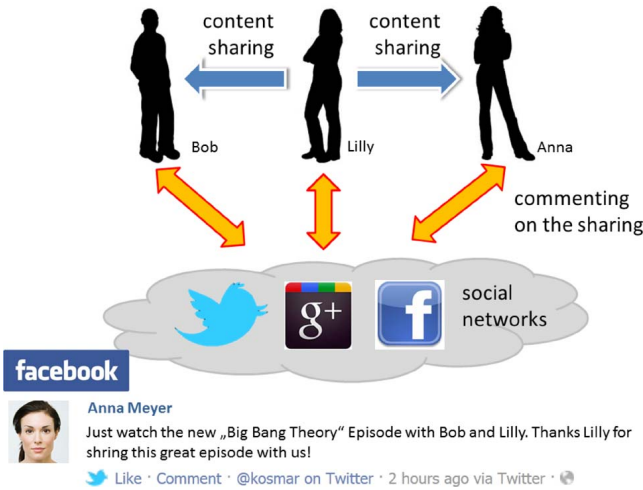 content sharing
content sharing
Bob
Lilly
Anna
commenting
on the sharing
g+
f
social
networks
facebook
Anna Meyer
Just watch the new „Big Bang Theory“ Episode with Bob and Lilly. Thanks Lilly for
shring this great episode with us!
Like · Comment · @kosmar on Twitter · 2 hours ago via Twitter ·